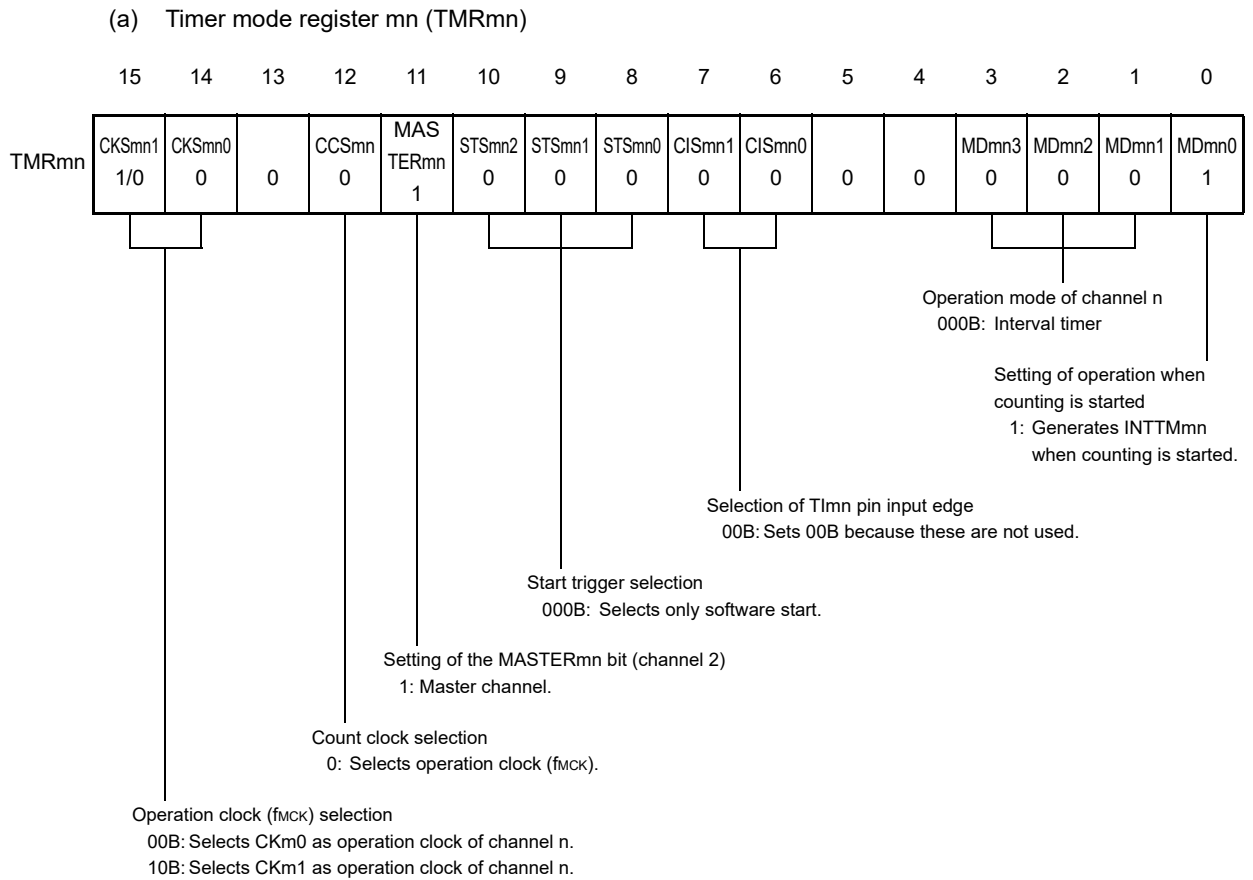 (a) Timer mode register mn (TMRmn)
15 14 13 12 11 10 9 8 7 6 5 4 3 2 1 0
TMRmn
CKSmn1 CKSmn0 CCSmn MAS STSmn2 STSmn1 STSmn0 CISmn1 CISmn0 MDmn3 MDmn2 MDmn1 MDmn0
TERmn
1/0 0 0 0 1 0 0 0 0 0 0 0 0 0 0 1
Operation mode of channel n
000B: Interval timer
Setting of operation when
counting is started
1: Generates INTTMmn
when counting is started.
Selection of TImn pin input edge
00B: Sets 00B because these are not used.
Start trigger selection
000B: Selects only software start.
Setting of the MASTERmn bit (channel 2)
1: Master channel.
Count clock selection
0: Selects operation clock (fMCK).
Operation clock (fMCK) selection
00B: Selects CKm0 as operation clock of channel n.
10B: Selects CKm1 as operation clock of channel n.